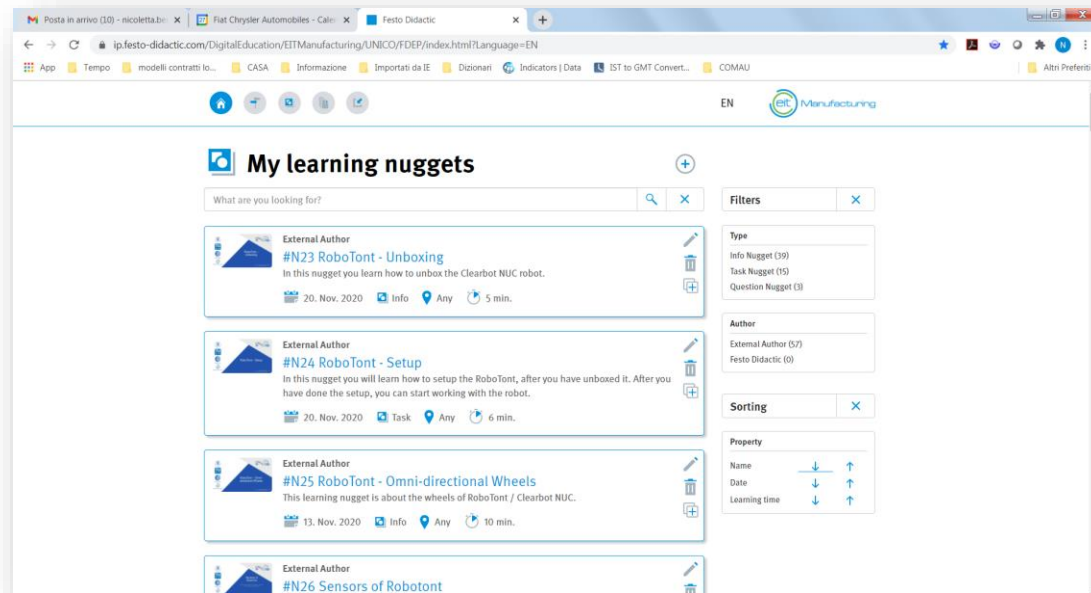 Posta in arrivo (10) - nicoletta.be
Fiat Chrysler Automobiles - Cale
Festo Didactic
ip.festo-didactic.com/DigitalEducation/EITManufacturing/UNICO/FDEP/index.html?Language=EN
App
Tempo
modelli contratti lo...
CASA
Informazione
Importati da IE
Dizionari
Indicators | Data
IST to GMT Convert...
COMAU
Altri Preferiti
EN
eit Manufacturing
My learning nuggets
What are you looking for?
External Author
#N23 RoboTont - Unboxing
In this nugget you learn how to unbox the Clearbot NUC robot.
20. Nov. 2020 Info Any 5 min.
External Author
#N24 RoboTont - Setup
In this nugget you will learn how to setup the RoboTont, after you have unboxed it. After you
have done the setup, you can start working with the robot.
20. Nov. 2020 Task Any 6 min.
External Author
#N25 RoboTont - Omni-directional Wheels
This learning nugget is about the wheels of RoboTont / Clearbot NUC.
13. Nov. 2020 Info Any 10 min.
External Author
#N26 Sensors of Robotont
Filters
Type
Info Nugget (39)
Task Nugget (15)
Question Nugget (3)
Author
External Author (57)
Festo Didactic (0)
Sorting
Property
Name
Date
Learning time